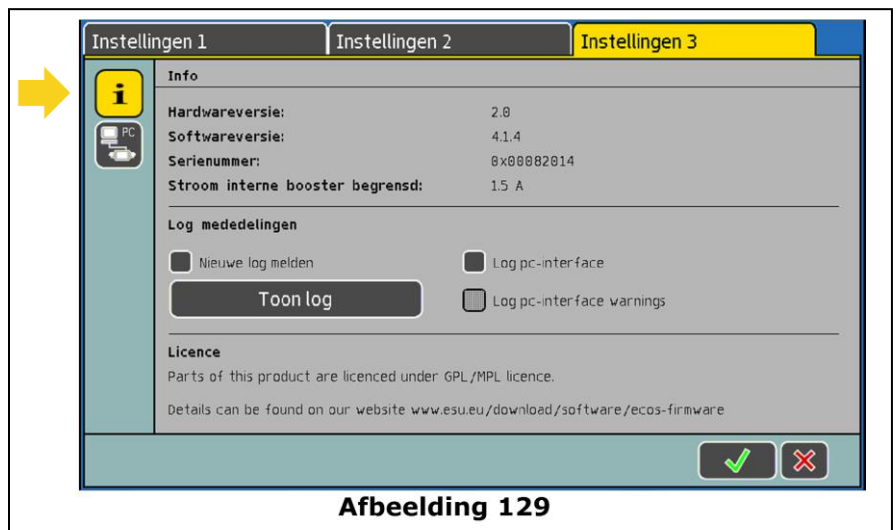 Instellingen 1 Instellingen 2 Instellingen 3
Info
i
Hardwareversie: 2.0
PC
Softwareversie: 4.1.4
Serienummer: 0x00082014
Stroom interne booster begrensd: 1.5 A
Log mededelingen
Nieuwe log melden Log pc-interface
Toon log Log pc-interface warnings
Licence
Parts of this product are licenced under GPL/MPL licence.
Details can be found on our website www.esu.eu/download/software/ecos-firmware
Afbeelding 129